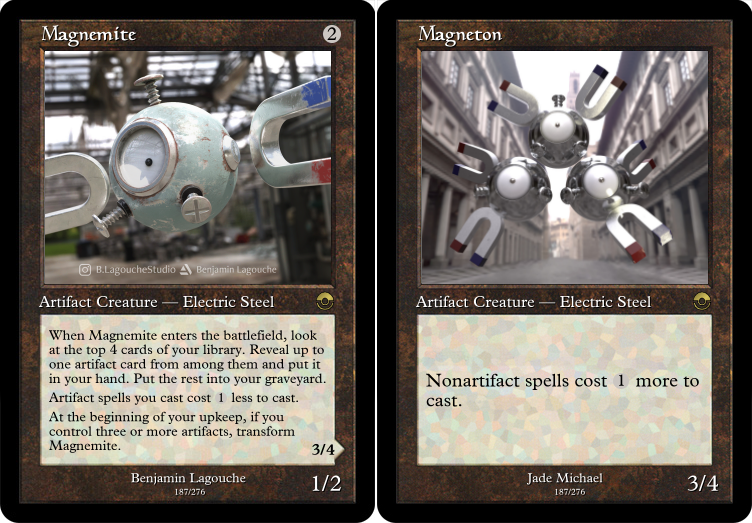 Magnemite
2
B.LagoucheStudio Benjamin Lagouche
Artifact Creature — Electric Steel
When Magnemite enters the battlefield, look
at the top 4 cards of your library. Reveal up to
one artifact card from among them and put it
in your hand. Put the rest into your graveyard.
Artifact spells you cast cost 1 less to cast.
At the beginning of your upkeep, if you
control three or more artifacts, transform
Magnemite.
3/4
Benjamin Lagouche
187/276
1/2
Magneton
Artifact Creature — Electric Steel
Nonartifact spells cost 1 more to
cast.
Jade Michael
187/276
3/4